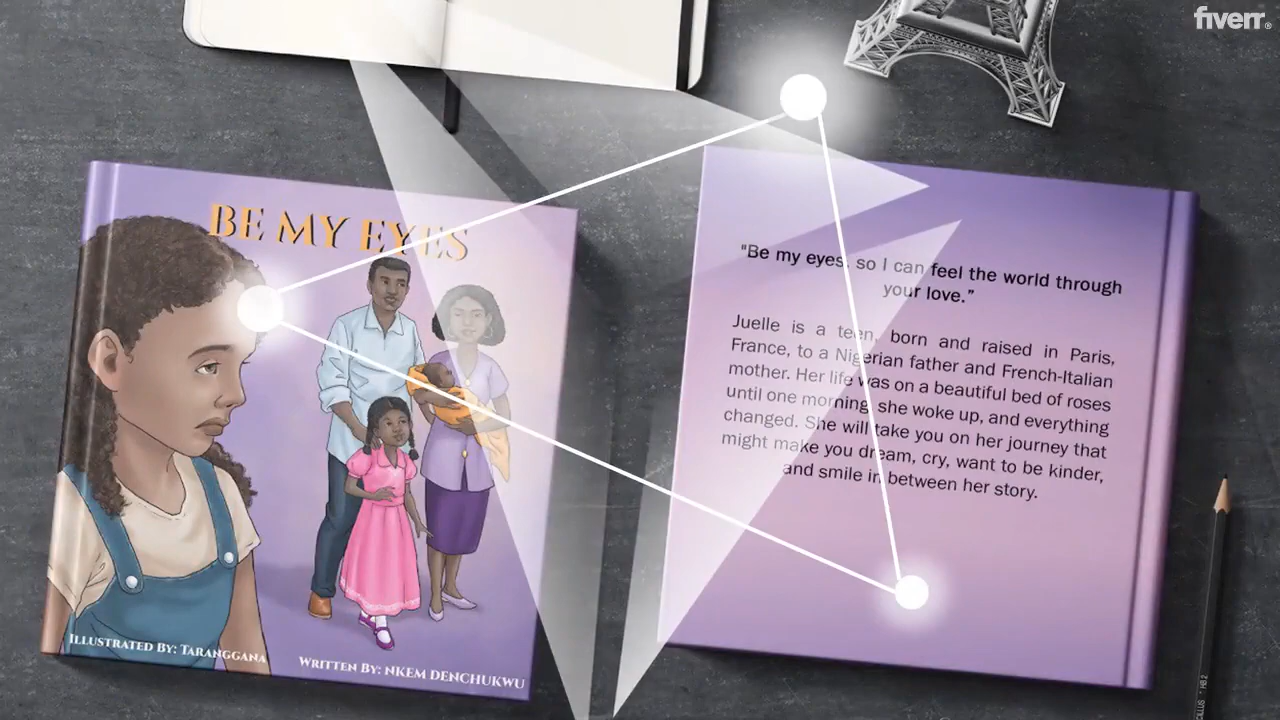 fiverr®
BE MY EYES
ILLUSTRATED BY: TARANGGANA
WRITTEN BY: NKEM DENCHUKWU
"Be my eyes, so I can feel the world through
your love.”
Juelle is a teen, born and raised in Paris,
France, to a Nigerian father and French-Italian
mother. Her life was on a beautiful bed of roses
until one morning, she woke up, and everything
changed. She will take you on her journey that
might make you dream, cry, want to be kinder,
and smile in between her story.
HB 2